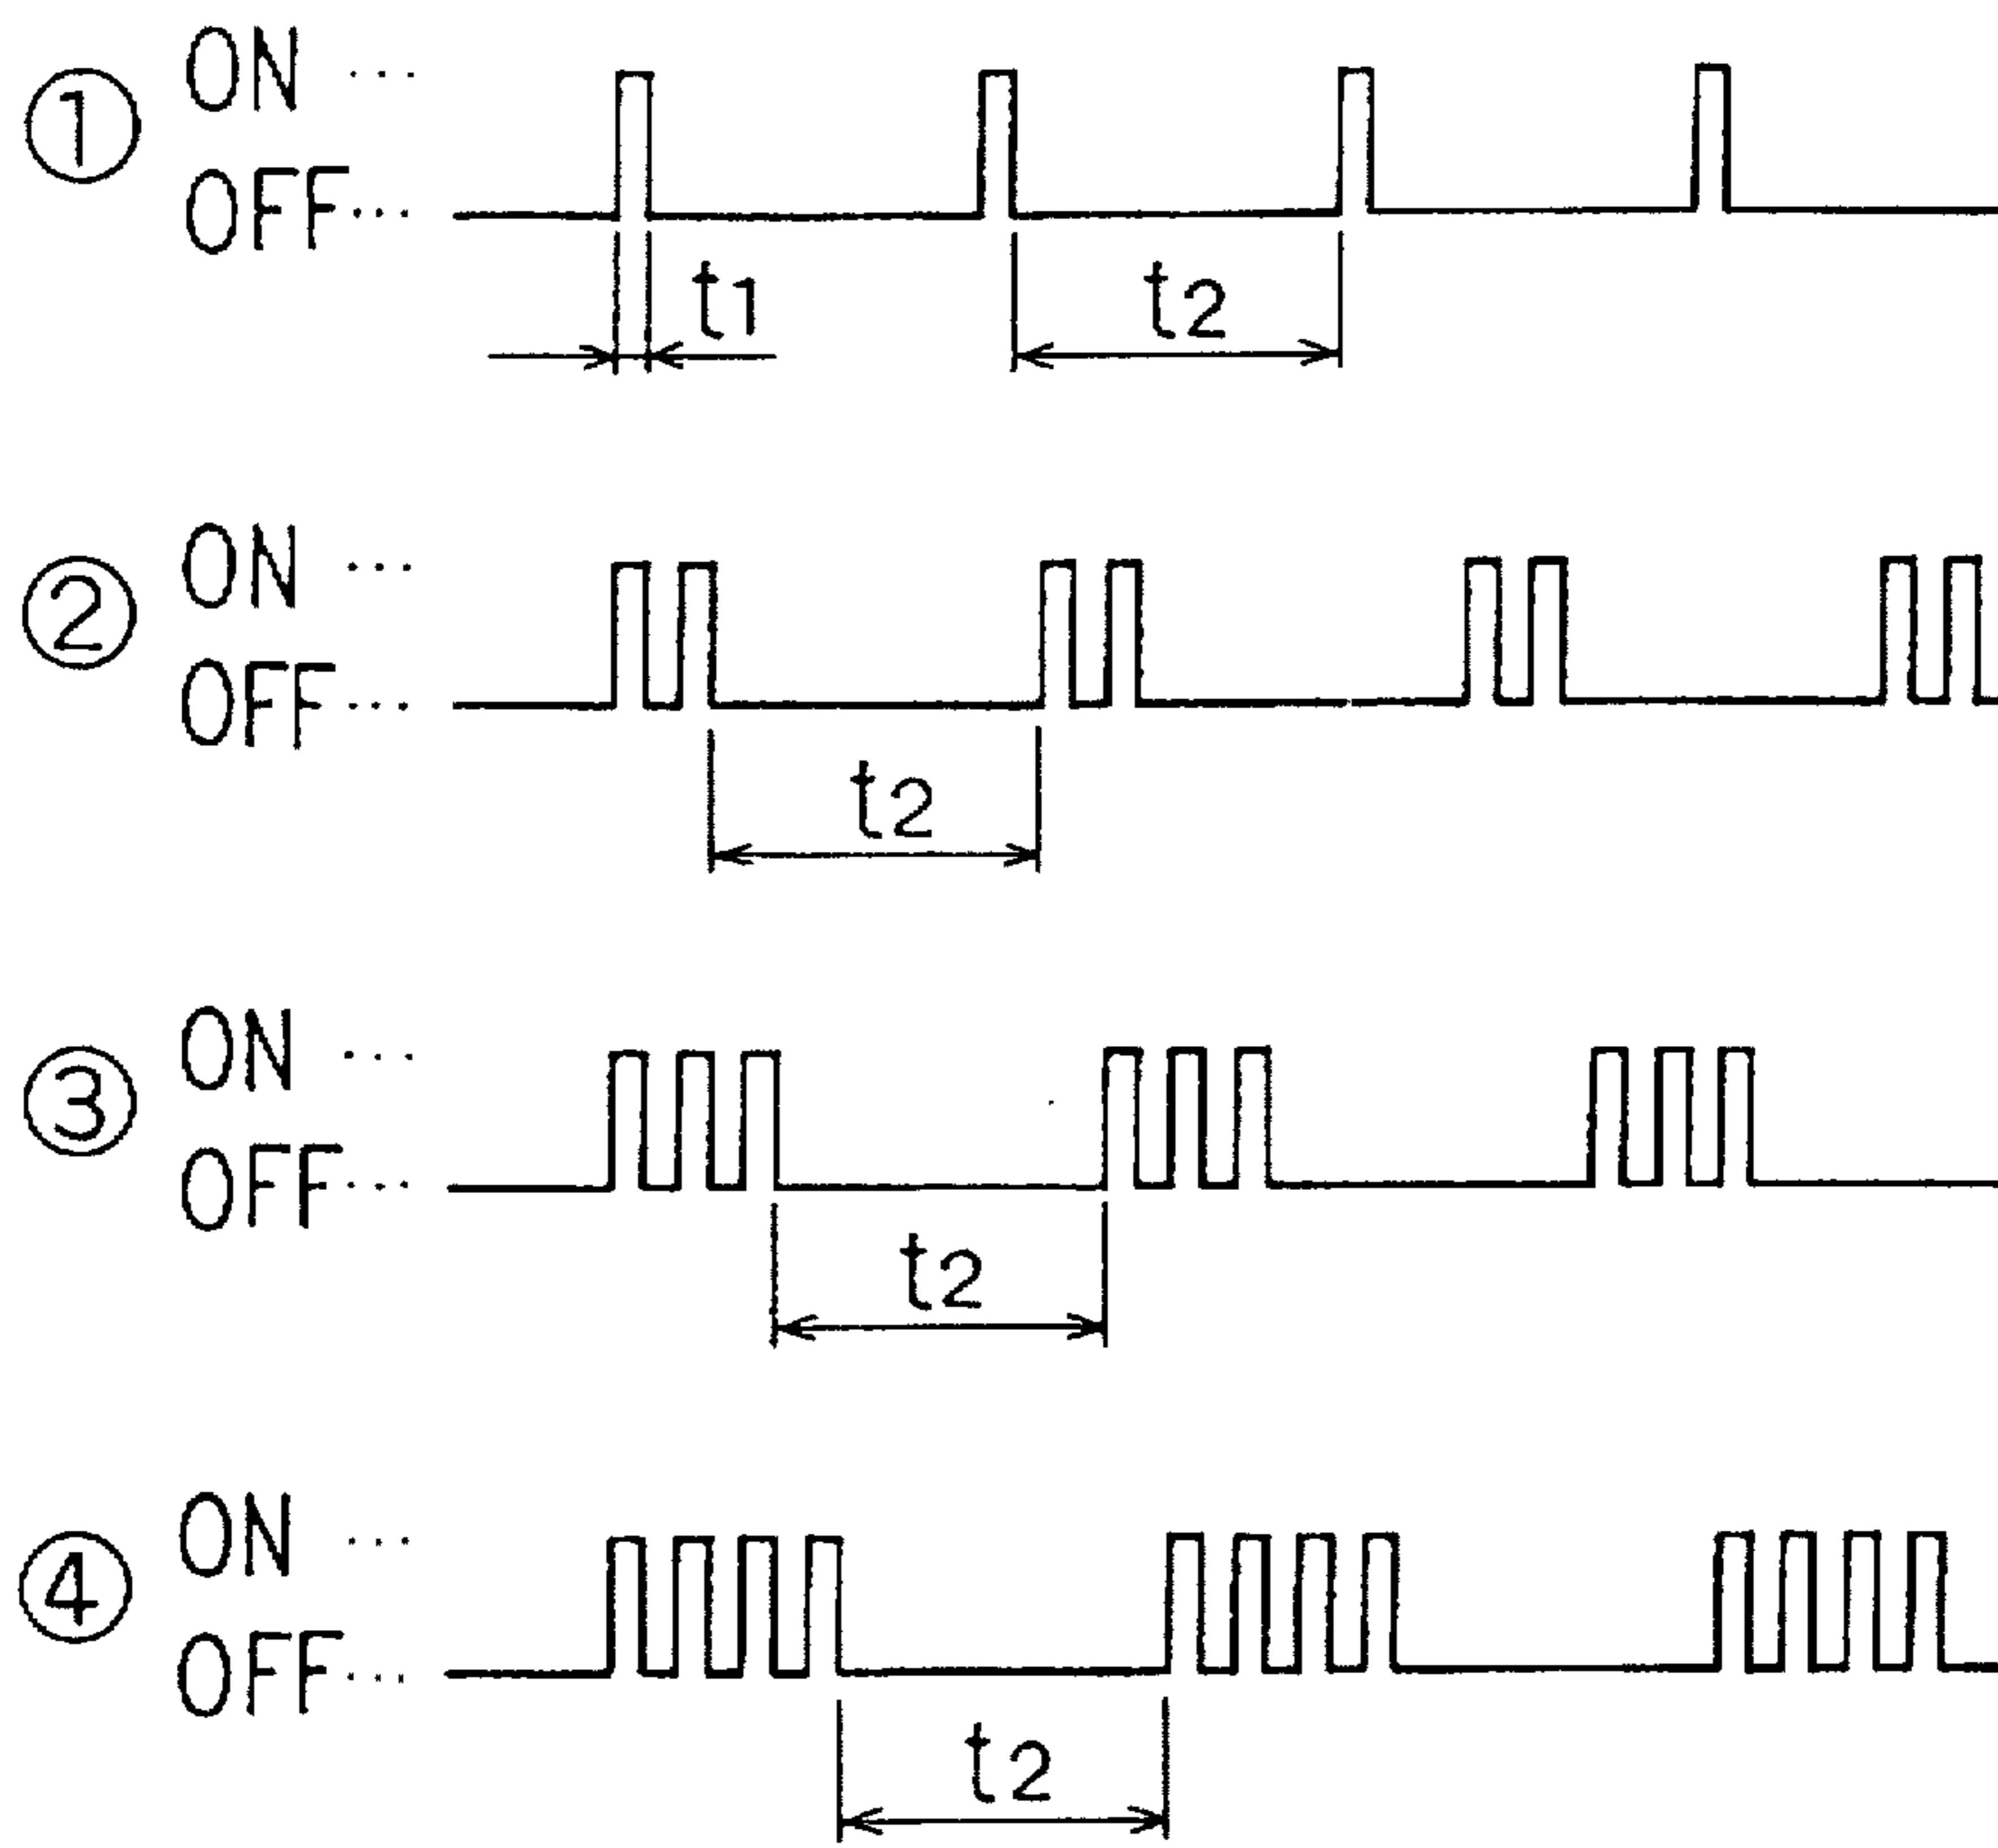 ① ON ...
OFF...
t1 t2
② ON ...
OFF...
t2
③ ON ...
OFF...
t2
④ ON ...
OFF...
t2